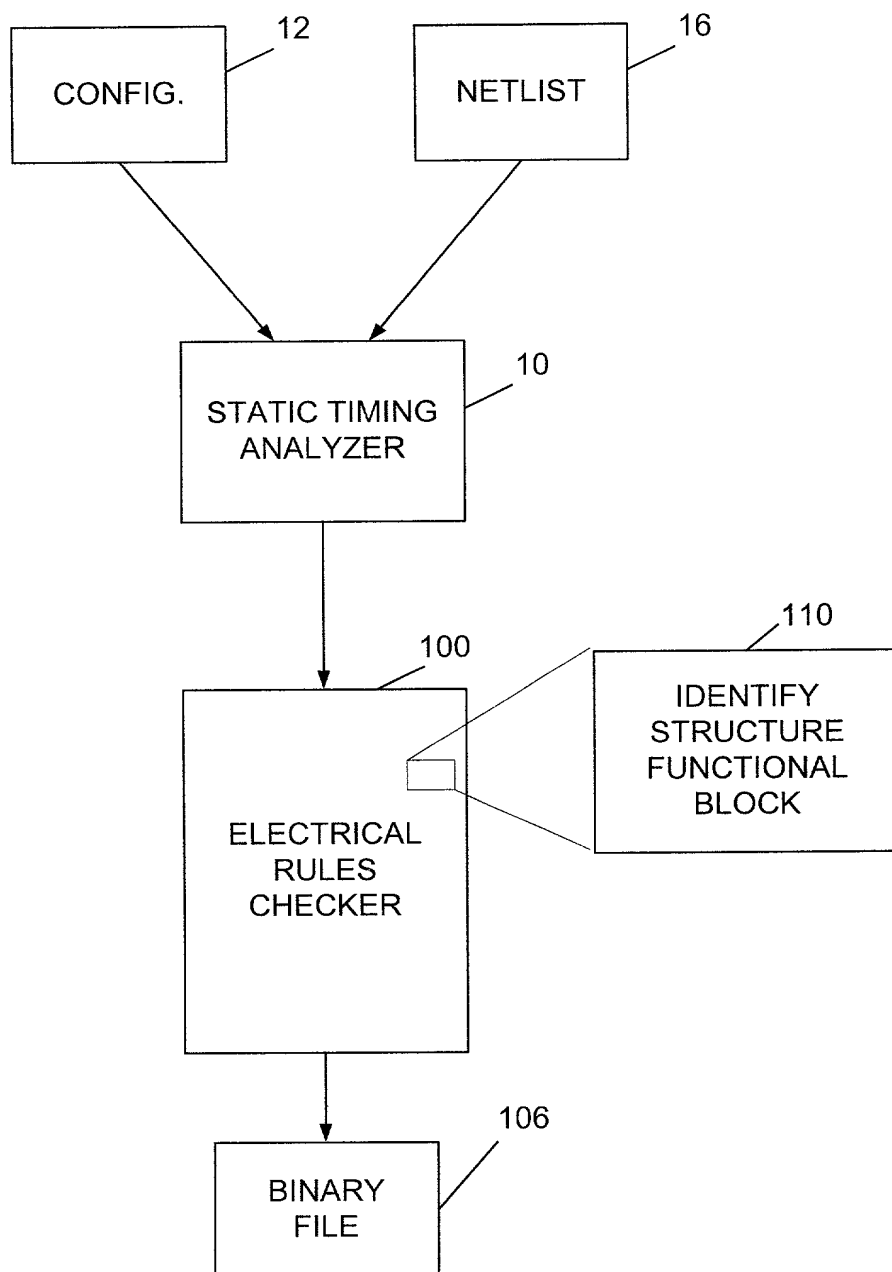 12
16
CONFIG.
NETLIST
10
STATIC TIMING
ANALYZER
100
110
IDENTIFY
STRUCTURE
FUNCTIONAL
BLOCK
ELECTRICAL
RULES
CHECKER
106
BINARY
FILE